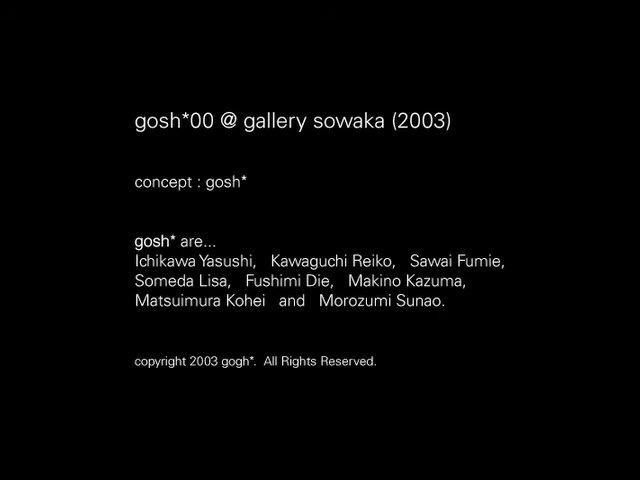 gosh*00 @ gallery sowaka (2003)
concept : gosh*
gosh* are...
Ichikawa Yasushi, Kawaguchi Reiko, Sawai Fumie,
Someda Lisa, Fushimi Die, Makino Kazuma,
Matsuimura Kohei and Morozumi Sunao.
copyright 2003 gogh*. All Rights Reserved.